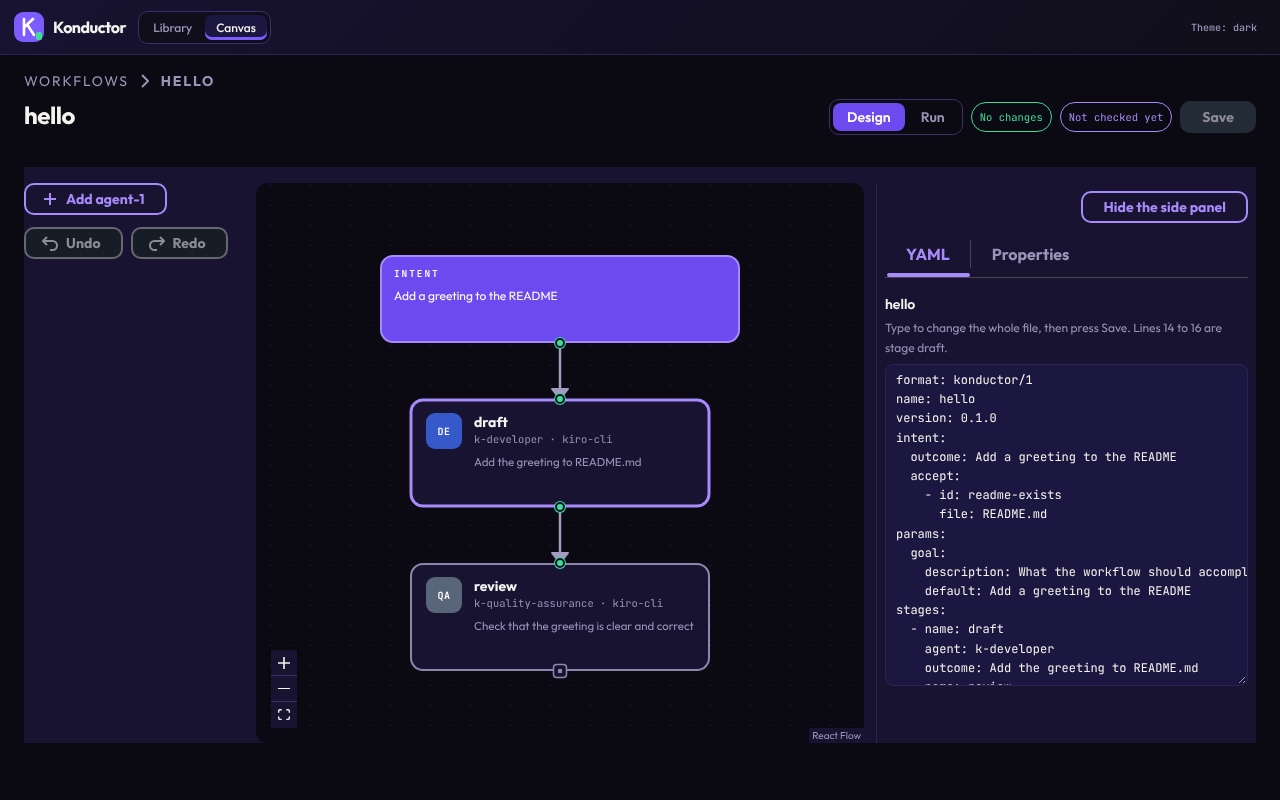 Konductor
Library
Canvas
Theme: dark
WORKFLOWS > HELLO
hello
Design
Run
No changes
Not checked yet
Save
Add agent-1
Undo
Redo
INTENT
Add a greeting to the README
DE
draft
k-developer · kiro-cli
Add the greeting to README.md
QA
review
k-quality-assurance · kiro-cli
Check that the greeting is clear and correct
React Flow
Hide the side panel
YAML
Properties
hello
Type to change the whole file, then press Save. Lines 14 to 16 are
stage draft.
format: konductor/1
name: hello
version: 0.1.0
intent:
  outcome: Add a greeting to the README
  accept:
    - id: readme-exists
      file: README.md
params:
  goal:
    description: What the workflow should accompl
    default: Add a greeting to the README
stages:
  - name: draft
    agent: k-developer
    outcome: Add the greeting to README.md